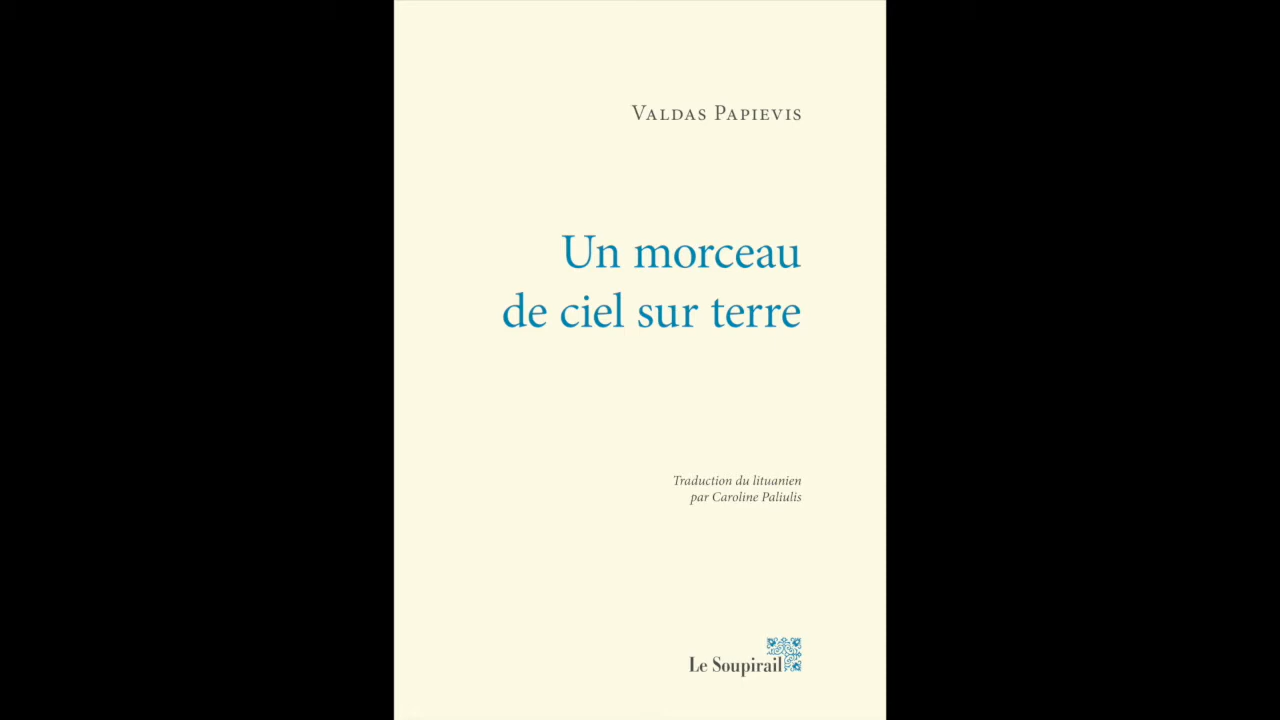 Valdas Papievis
Un morceau
de ciel sur terre
Traduction du lituanien
par Caroline Paliulis
Le Soupirail